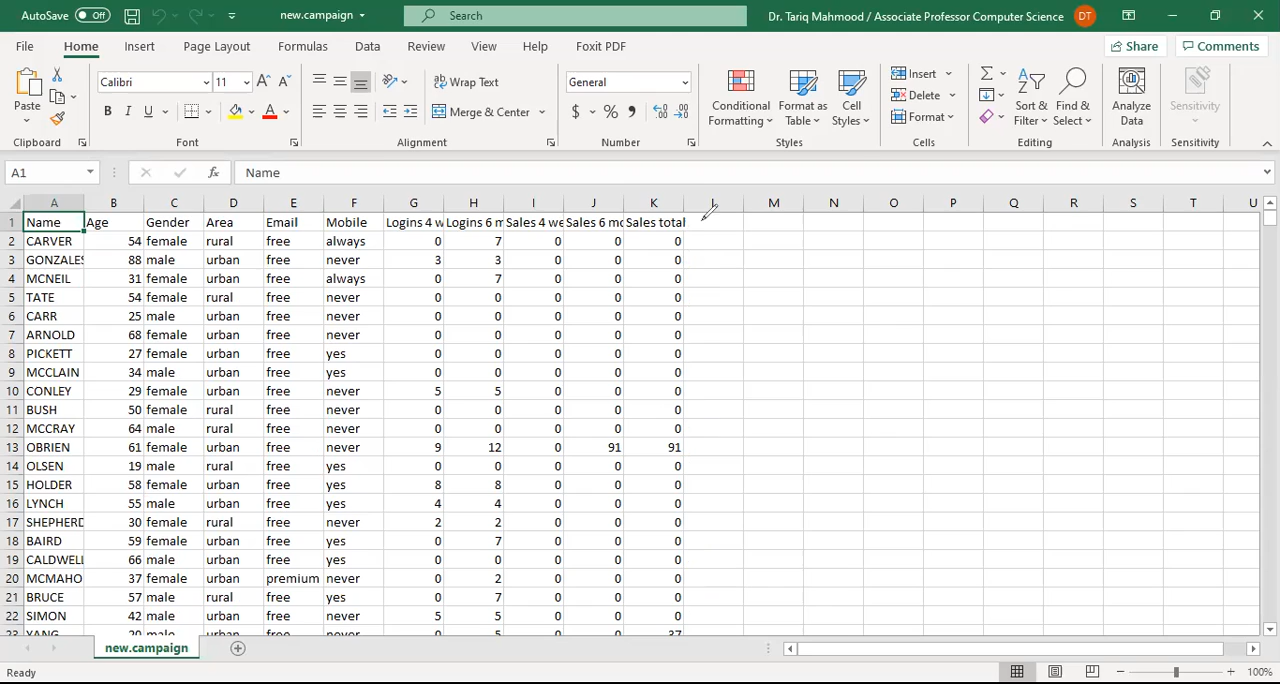 AutoSave Off new.campaign Search Dr. Tariq Mahmood / Associate Professor Computer Science DT
File Home Insert Page Layout Formulas Data Review View Help Foxit PDF Share Comments
Calibri 11 Wrap Text General Insert Delete Format
Paste B I U Merge & Center $ % Conditional Formatting Format as Table Cell Styles Sort & Filter Find & Select Analyze Data Sensitivity
Clipboard Font Alignment Number Styles Cells Editing Analysis Sensitivity
A1 fx Name
A B C D E F G H I J K L M N O P Q R S T U
1 Name Age Gender Area Email Mobile Logins 4 w Logins 6 m Sales 4 we Sales 6 mo Sales total
2 CARVER 54 female rural free always 0 7 0 0 0
3 GONZALES 88 male urban free never 3 3 0 0 0
4 MCNEIL 31 female urban free always 0 7 0 0 0
5 TATE 54 female rural free never 0 0 0 0 0
6 CARR 25 male urban free never 0 0 0 0 0
7 ARNOLD 68 female urban free never 0 0 0 0 0
8 PICKETT 27 female urban free yes 0 0 0 0 0
9 MCCLAIN 34 male urban free yes 0 0 0 0 0
10 CONLEY 29 female urban free never 5 5 0 0 0
11 BUSH 50 female rural free never 0 0 0 0 0
12 MCCRAY 64 male rural free never 0 0 0 0 0
13 OBRIEN 61 female urban free never 9 12 0 91 91
14 OLSEN 19 male rural free yes 0 0 0 0 0
15 HOLDER 58 female urban free yes 8 8 0 0 0
16 LYNCH 55 male urban free yes 4 4 0 0 0
17 SHEPHERD 30 female rural free never 2 2 0 0 0
18 BAIRD 59 female urban free yes 0 7 0 0 0
19 CALDWELL 66 male urban free yes 0 0 0 0 0
20 MCMAHO 37 female urban premium never 0 2 0 0 0
21 BRUCE 57 male rural free yes 0 7 0 0 0
22 SIMON 42 male urban free never 5 5 0 0 0
23 YANG 20 male urban free never 0 5 0 0 37
new.campaign
Ready 100%